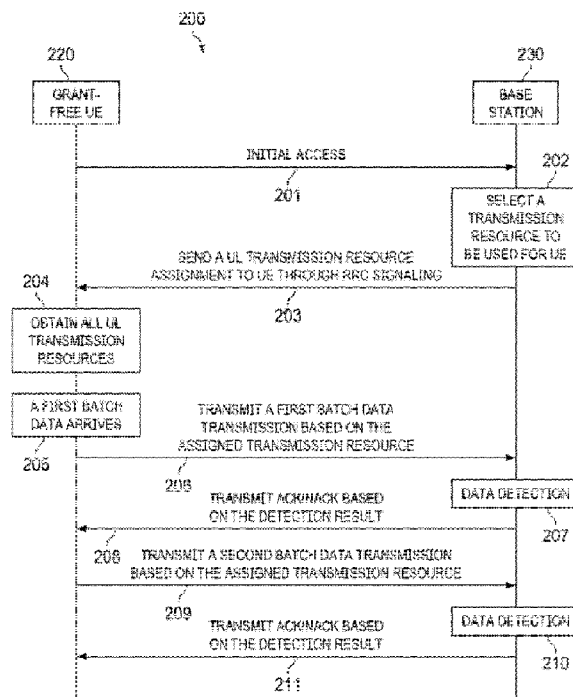 200
220
230
GRANT-
FREE UE
BASE
STATION
INITIAL ACCESS
201
202
SELECT A
TRANSMISSION
RESOURCE TO
BE USED FOR UE
SEND A UL TRANSMISSION RESOURCE
ASSIGNMENT TO UE THROUGH RRC SIGNALING
203
204
OBTAIN ALL UL
TRANSMISSION
RESOURCES
A FIRST BATCH
DATA ARRIVES
205
TRANSMIT A FIRST BATCH DATA
TRANSMISSION BASED ON THE
ASSIGNED TRANSMISSION RESOURCE
206
DATA DETECTION
207
TRANSMIT ACK/NACK BASED
ON THE DETECTION RESULT
208
TRANSMIT A SECOND BATCH DATA TRANSMISSION
BASED ON THE ASSIGNED TRANSMISSION RESOURCE
209
DATA DETECTION
210
TRANSMIT ACK/NACK BASED
ON THE DETECTION RESULT
211